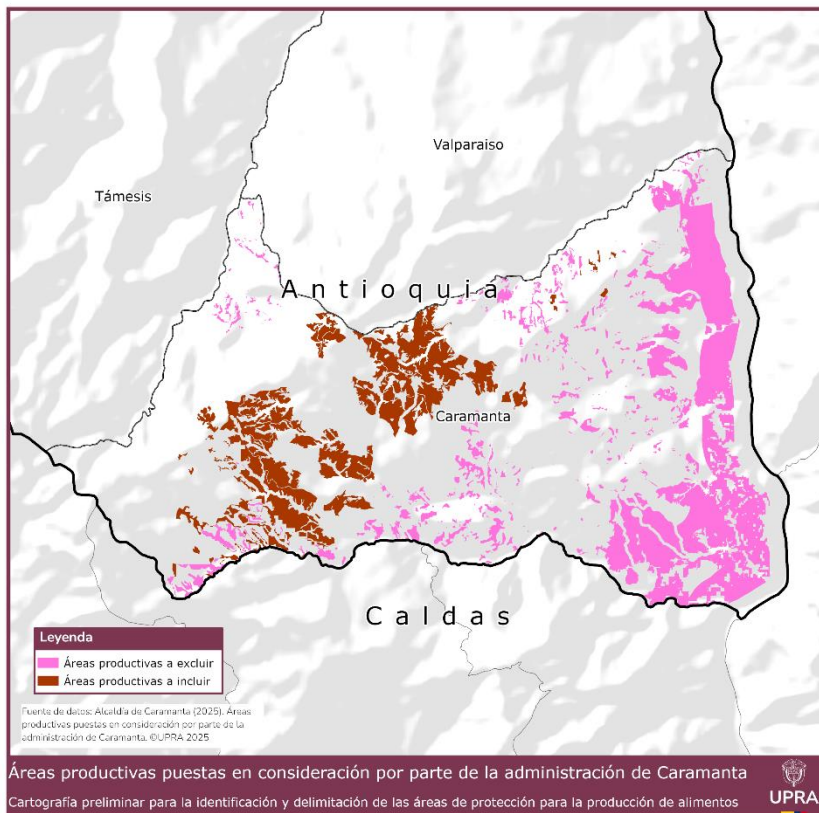 Valparaiso
Támesis
Antioquia
Caramanta
Caldas
Leyenda
Áreas productivas a excluir
Áreas productivas a incluir
Fuente de datos: Alcaldía de Caramanta (2025). Áreas
productivas puestas en consideración por parte de la
administración de Caramanta. ©UPRA 2025
Áreas productivas puestas en consideración por parte de la administración de Caramanta
Cartografía preliminar para la identificación y delimitación de las áreas de protección para la producción de alimentos
UPRA